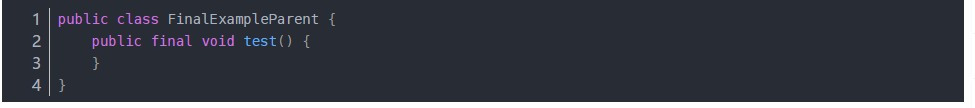 1 public class FinalExampleParent {
2     public final void test() {
3     }
4 }